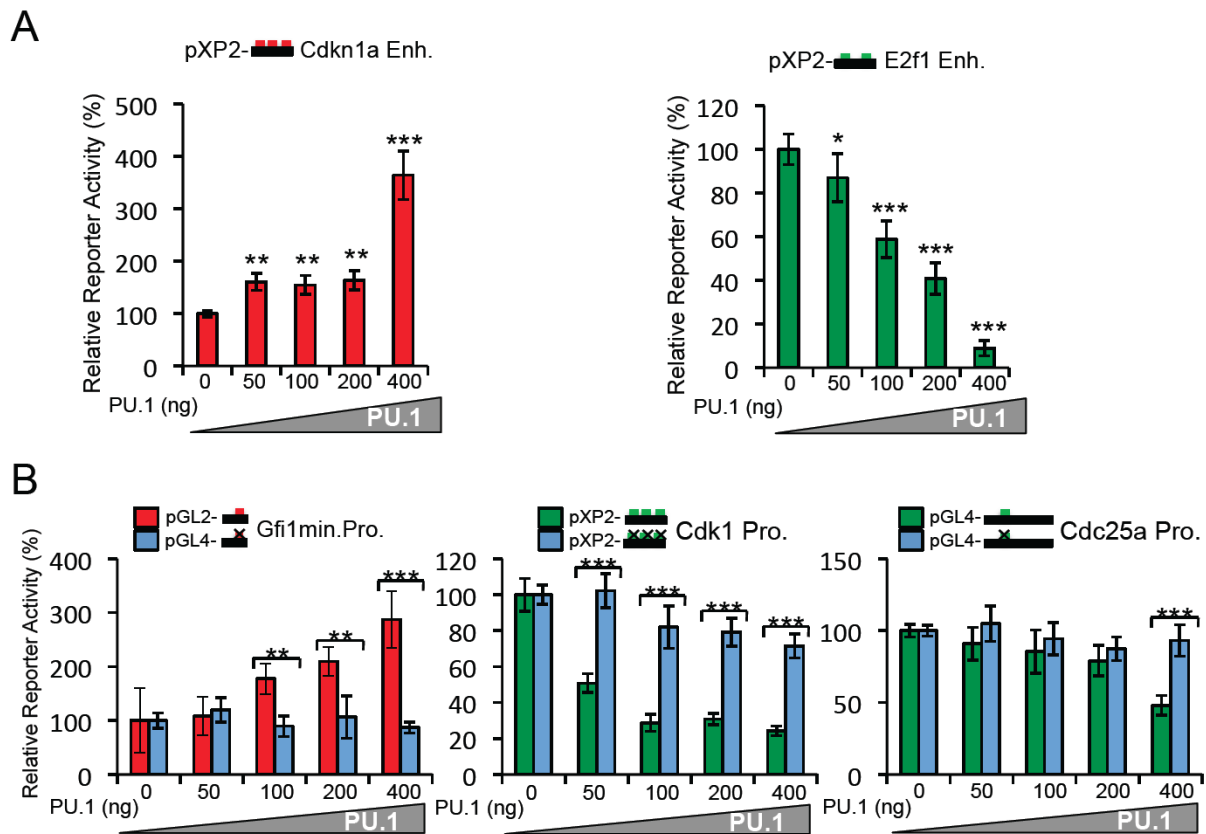 A
pXP2- Cdkn1a Enh.
Relative Reporter Activity (%)
500
400
300
200
100
0
**
**
**
***
0 50 100 200 400
PU.1 (ng)
PU.1
pXP2- E2f1 Enh.
Relative Reporter Activity (%)
120
100
80
60
40
20
0
*
***
***
***
0 50 100 200 400
PU.1 (ng)
PU.1
B
pGL2-
pGL4-
Gfi1min.Pro.
Relative Reporter Activity (%)
400
300
200
100
0
**
**
***
0 50 100 200 400
PU.1 (ng)
PU.1
pXP2-
pXP2-
Cdk1 Pro.
120
100
80
60
40
20
0
***
***
***
***
0 50 100 200 400
PU.1 (ng)
PU.1
pGL4-
pGL4-
Cdc25a Pro.
150
100
50
0
***
0 50 100 200 400
PU.1 (ng)
PU.1